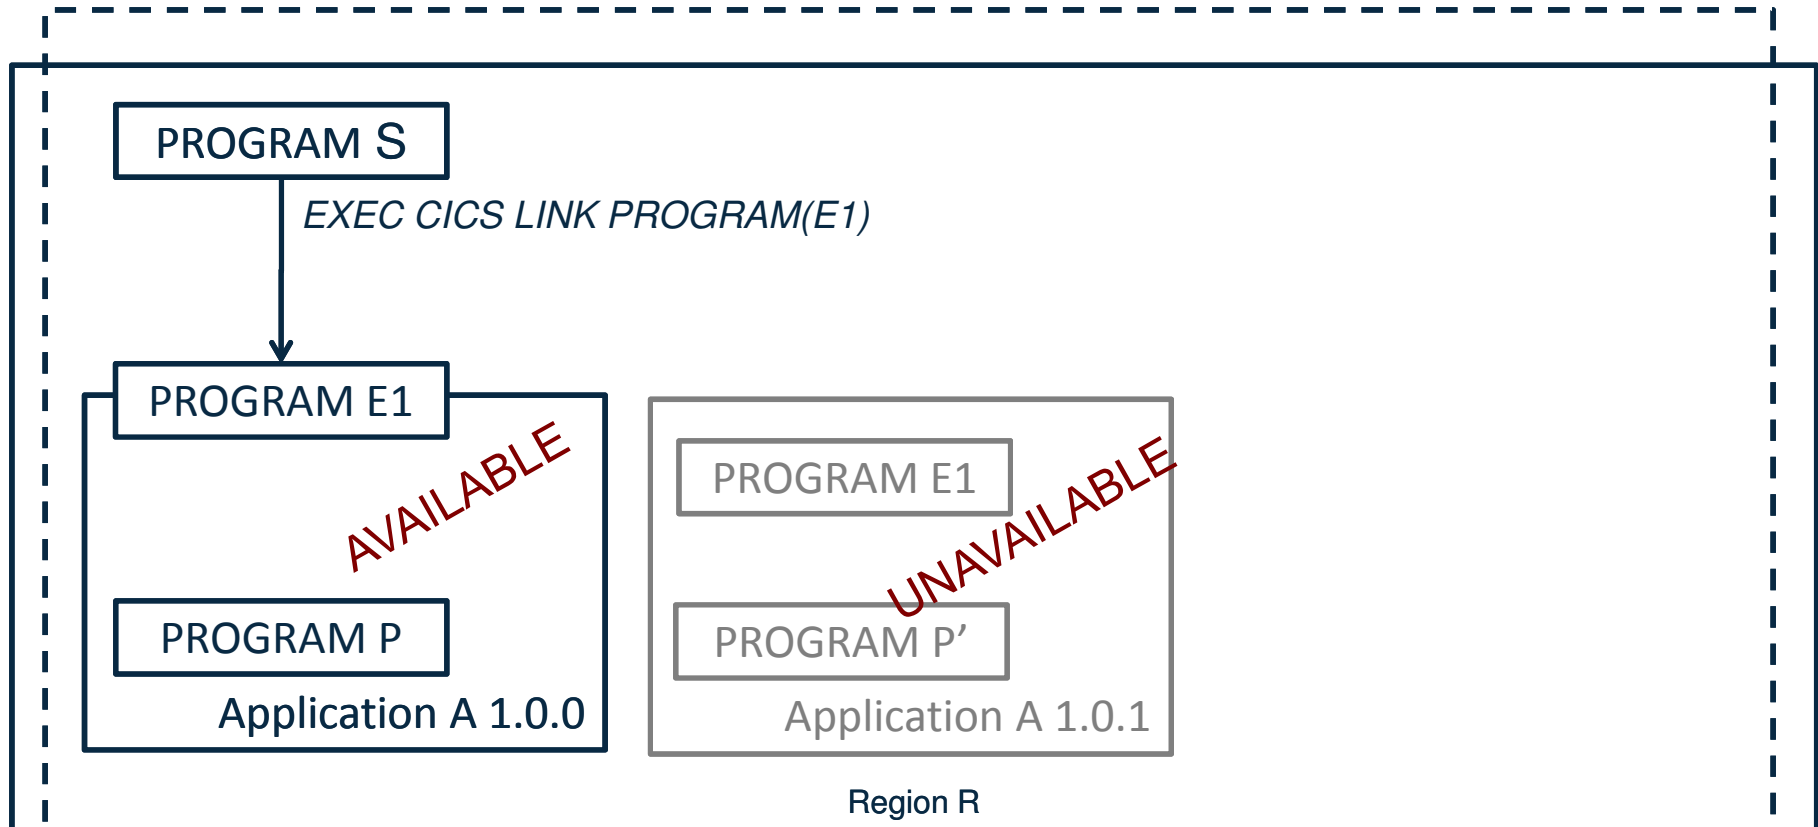 PROGRAM S
EXEC CICS LINK PROGRAM(E1)
PROGRAM E1
AVAILABLE
PROGRAM P
Application A 1.0.0
PROGRAM E1
UNAVAILABLE
PROGRAM P’
Application A 1.0.1
Region R